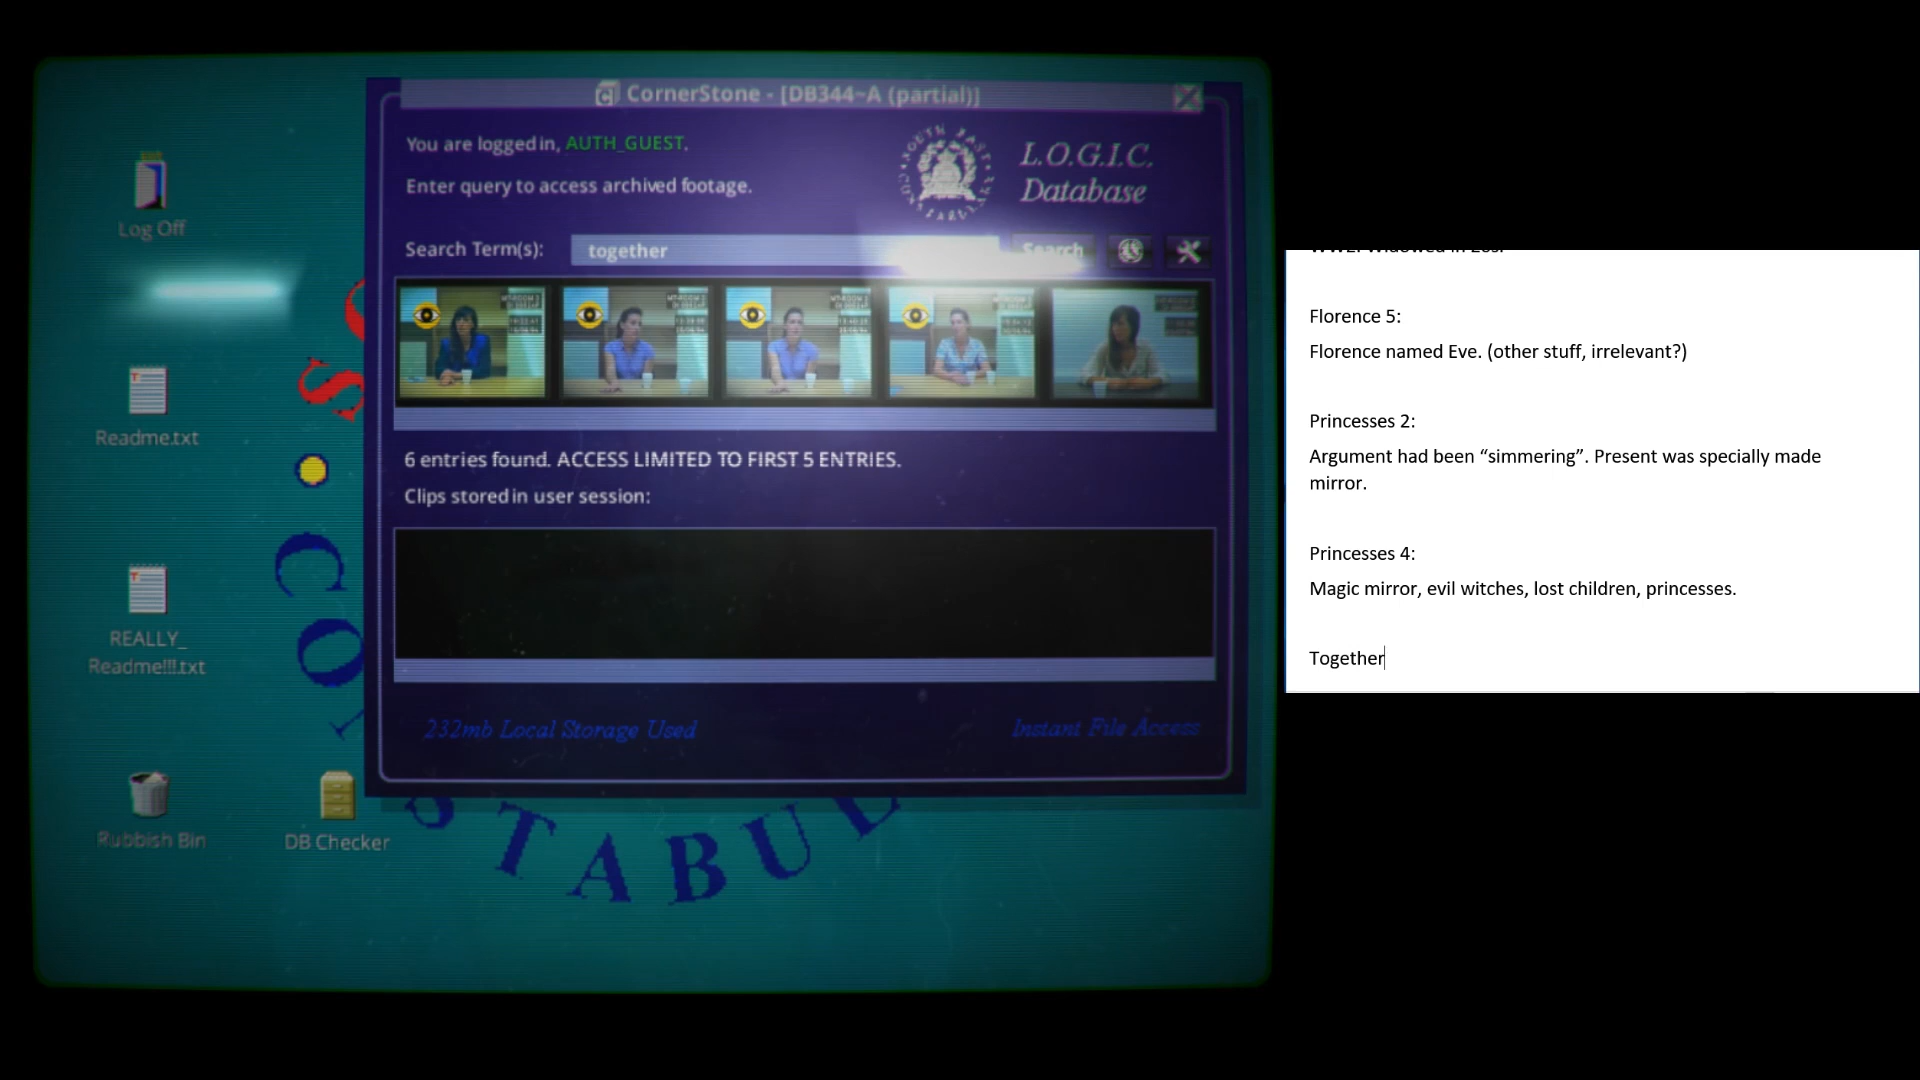 CornerStone - [DB344~A (partial)]
You are logged in, AUTH_GUEST.
Enter query to access archived footage.
L.O.G.I.C.
Database
Search Term(s):
together
Search
6 entries found. ACCESS LIMITED TO FIRST 5 ENTRIES.
Clips stored in user session:
232mb Local Storage Used
Instant File Access
Log Off
Readme.txt
REALLY_
Readme!!!.txt
Rubbish Bin
DB Checker
Florence 5:
Florence named Eve. (other stuff, irrelevant?)
Princesses 2:
Argument had been “simmering”. Present was specially made
mirror.
Princesses 4:
Magic mirror, evil witches, lost children, princesses.
Together